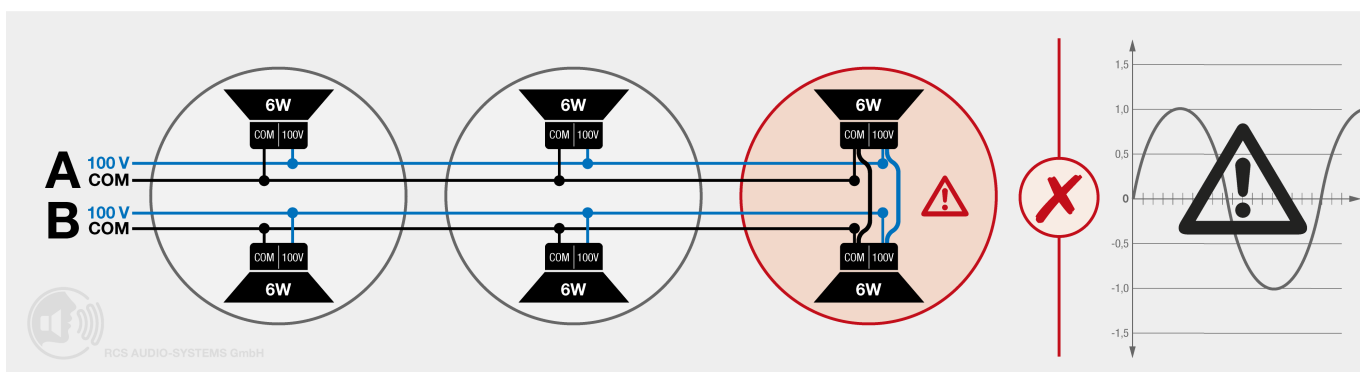 6W
COM 100V
6W
COM 100V
6W
COM 100V
A 100 V
COM
B 100 V
COM
COM 100V
6W
COM 100V
6W
COM 100V
6W
RCS AUDIO-SYSTEMS GmbH
1,5
1,0
0,5
0
-0,5
-1,0
-1,5